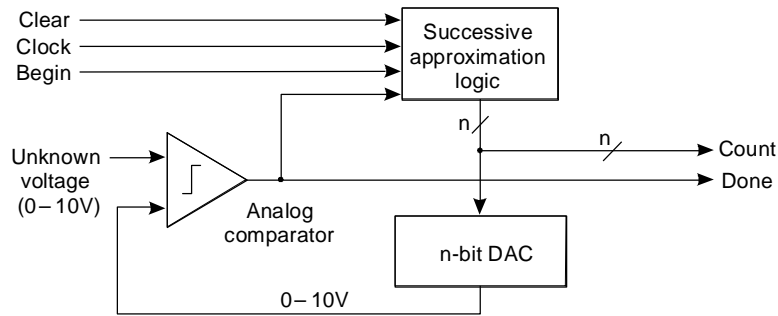 Clear
Clock
Begin
Successive
approximation
logic
n
n
Count
Done
Unknown
voltage
(0–10V)
Analog
comparator
n-bit DAC
0–10V